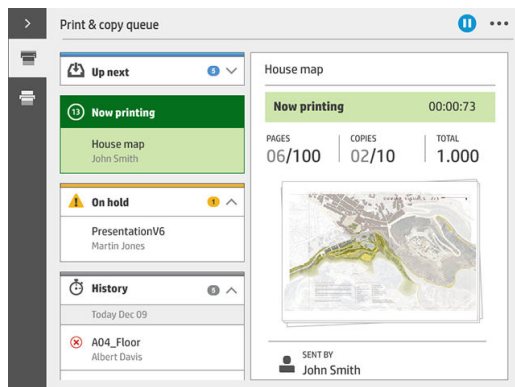 Print & copy queue
Up next
5
13
Now printing
House map
John Smith
On hold
1
PresentationV6
Martin Jones
History
5
Today Dec 09
A04_Floor
Albert Davis
House map
Now printing
00:00:73
PAGES
COPIES
TOTAL
06/100
02/10
1.000
SENT BY
John Smith